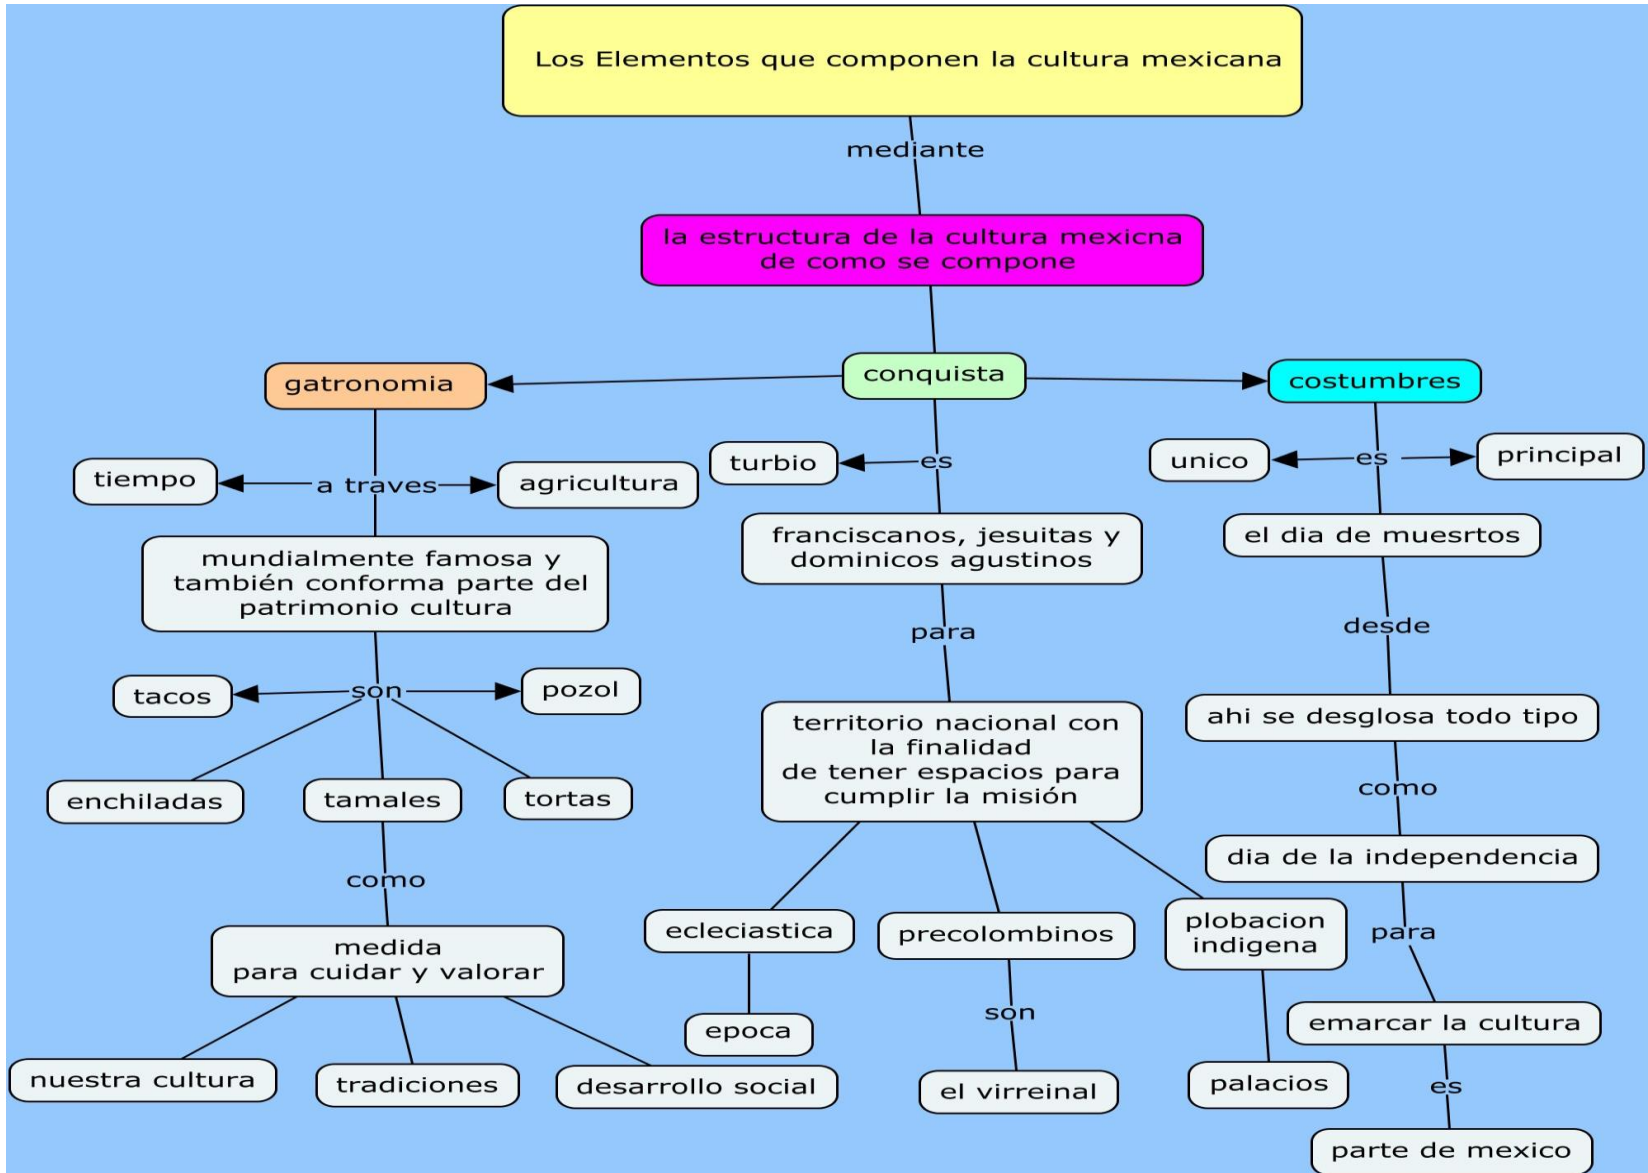 Los Elementos que componen la cultura mexicana
mediante
la estructura de la cultura mexicna
de como se compone
gatronomia
conquista
costumbres
tiempo
a traves
agricultura
turbio
es
unico
es
principal
mundialmente famosa y
también conforma parte del
patrimonio cultura
franciscanos, jesuitas y
dominicos agustinos
el dia de muesrtos
para
desde
tacos
son
pozol
territorio nacional con
la finalidad
de tener espacios para
cumplir la misión
ahi se desglosa todo tipo
enchiladas
tamales
tortas
como
como
dia de la independencia
medida
para cuidar y valorar
ecleciastica
precolombinos
plobacion
indigena
para
nuestra cultura
tradiciones
desarrollo social
epoca
son
el virreinal
palacios
emarcar la cultura
es
parte de mexico